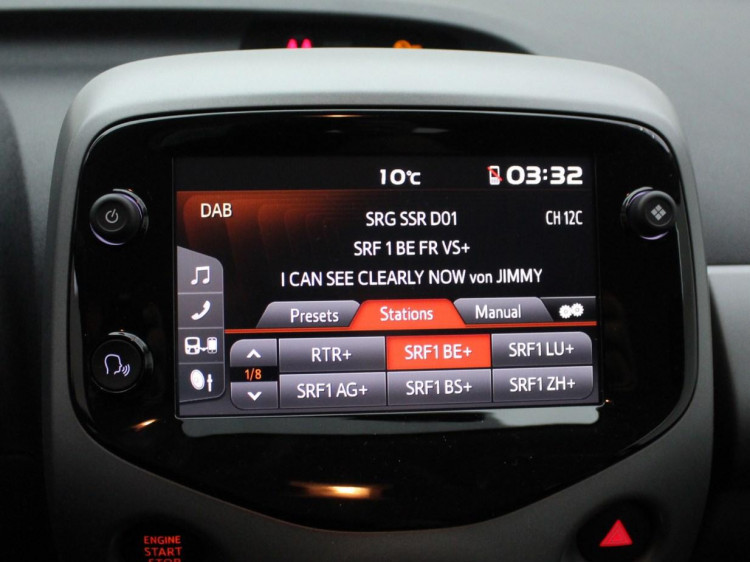 10°C 03:32
DAB
SRG SSR D01 CH 12C
SRF 1 BE FR VS+
I CAN SEE CLEARLY NOW von JIMMY
Presets Stations Manual
1/8
RTR+ SRF1 BE+ SRF1 LU+
SRF1 AG+ SRF1 BS+ SRF1 ZH+
ENGINE
START
STOP